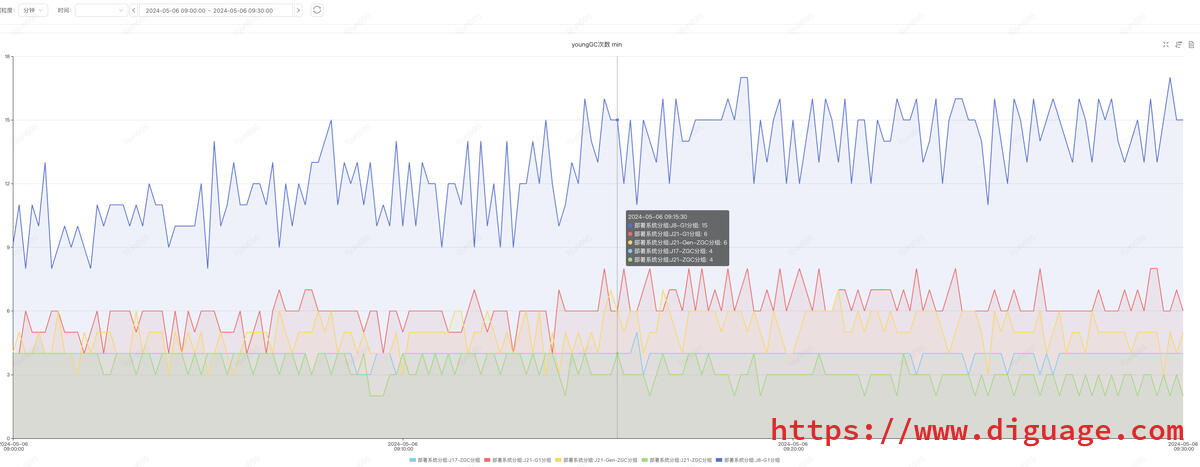 粒度: 分钟 时间: 2024-05-06 09:00:00 ~ 2024-05-06 09:30:00
youngGC次数 min
18
15
12
9
6
3
0
2024-05-06 09:15:30
部署系统分组:J8-G1分组: 15
部署系统分组:J21-G1分组: 6
部署系统分组:J21-Gen-ZGC分组: 6
部署系统分组:J17-ZGC分组: 4
部署系统分组:J21-ZGC分组: 4
https://www.diguage.com
2024-05-06
09:00:00
2024-05-06
09:10:00
2024-05-06
09:20:00
2024-05-06
09:30:00
部署系统分组:J17-ZGC分组 部署系统分组:J21-G1分组 部署系统分组:J21-Gen-ZGC分组 部署系统分组:J21-ZGC分组 部署系统分组:J8-G1分组